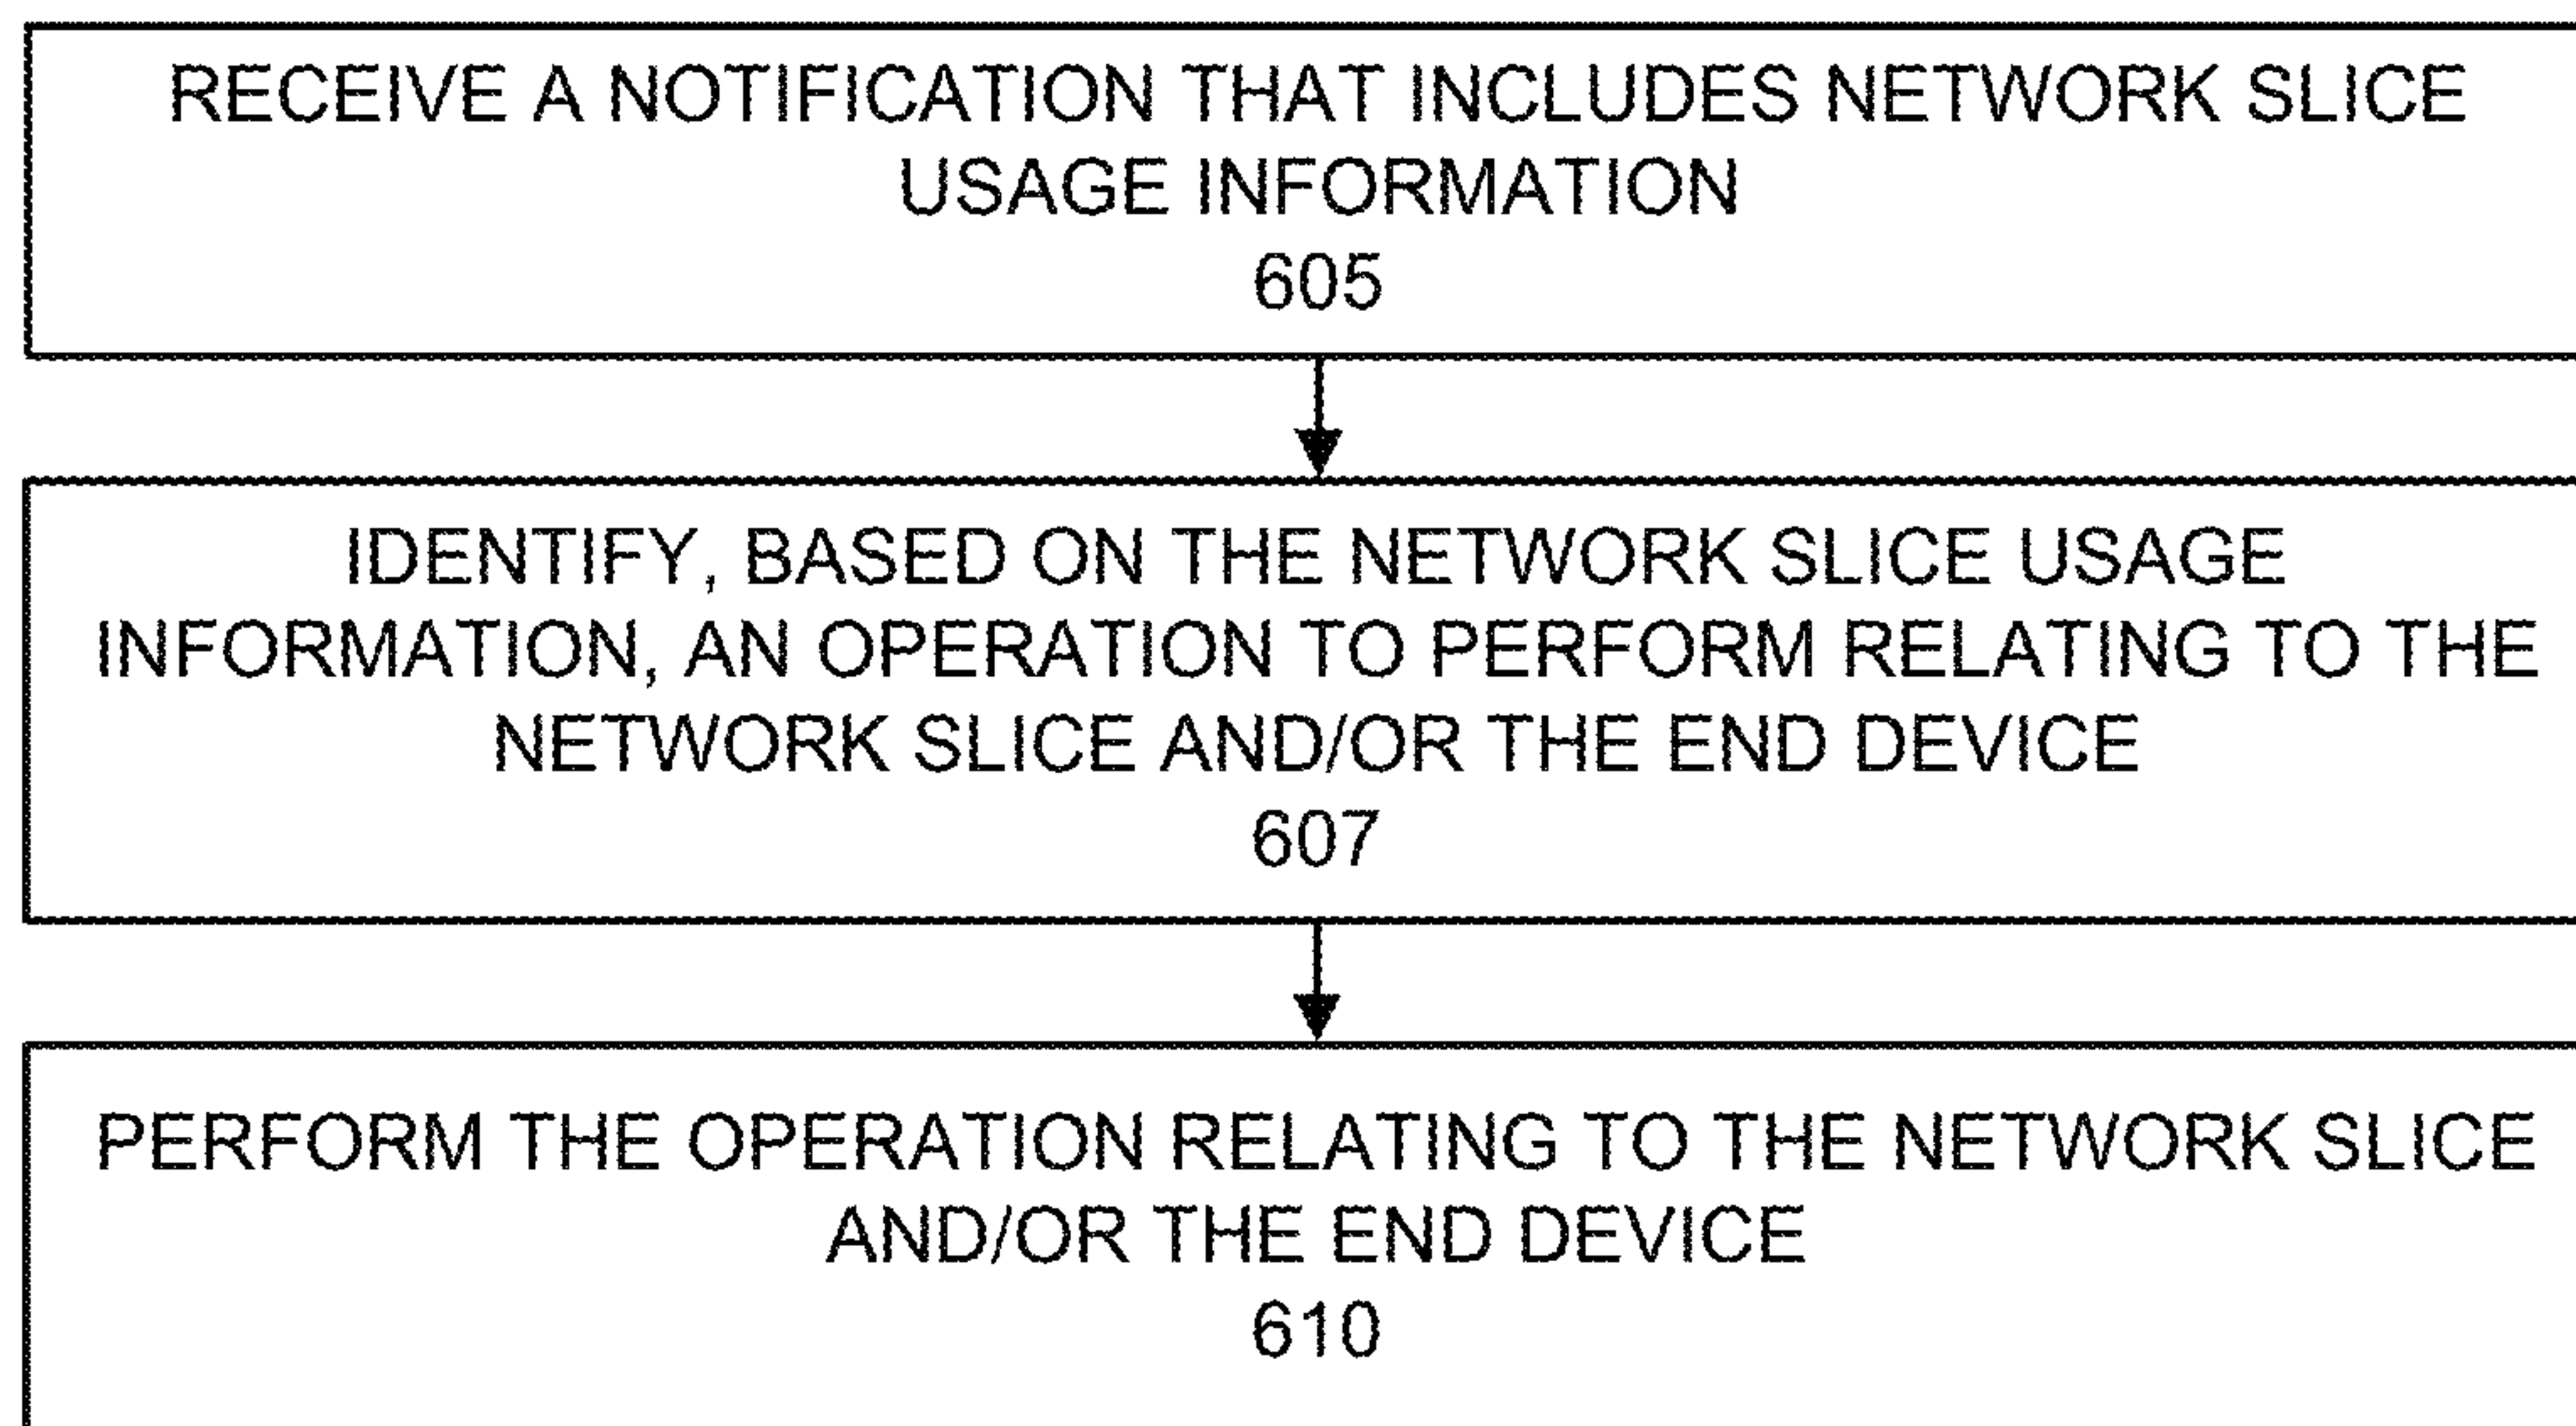 RECEIVE A NOTIFICATION THAT INCLUDES NETWORK SLICE
USAGE INFORMATION
605
IDENTIFY, BASED ON THE NETWORK SLICE USAGE
INFORMATION, AN OPERATION TO PERFORM RELATING TO THE
NETWORK SLICE AND/OR THE END DEVICE
607
PERFORM THE OPERATION RELATING TO THE NETWORK SLICE
AND/OR THE END DEVICE
610